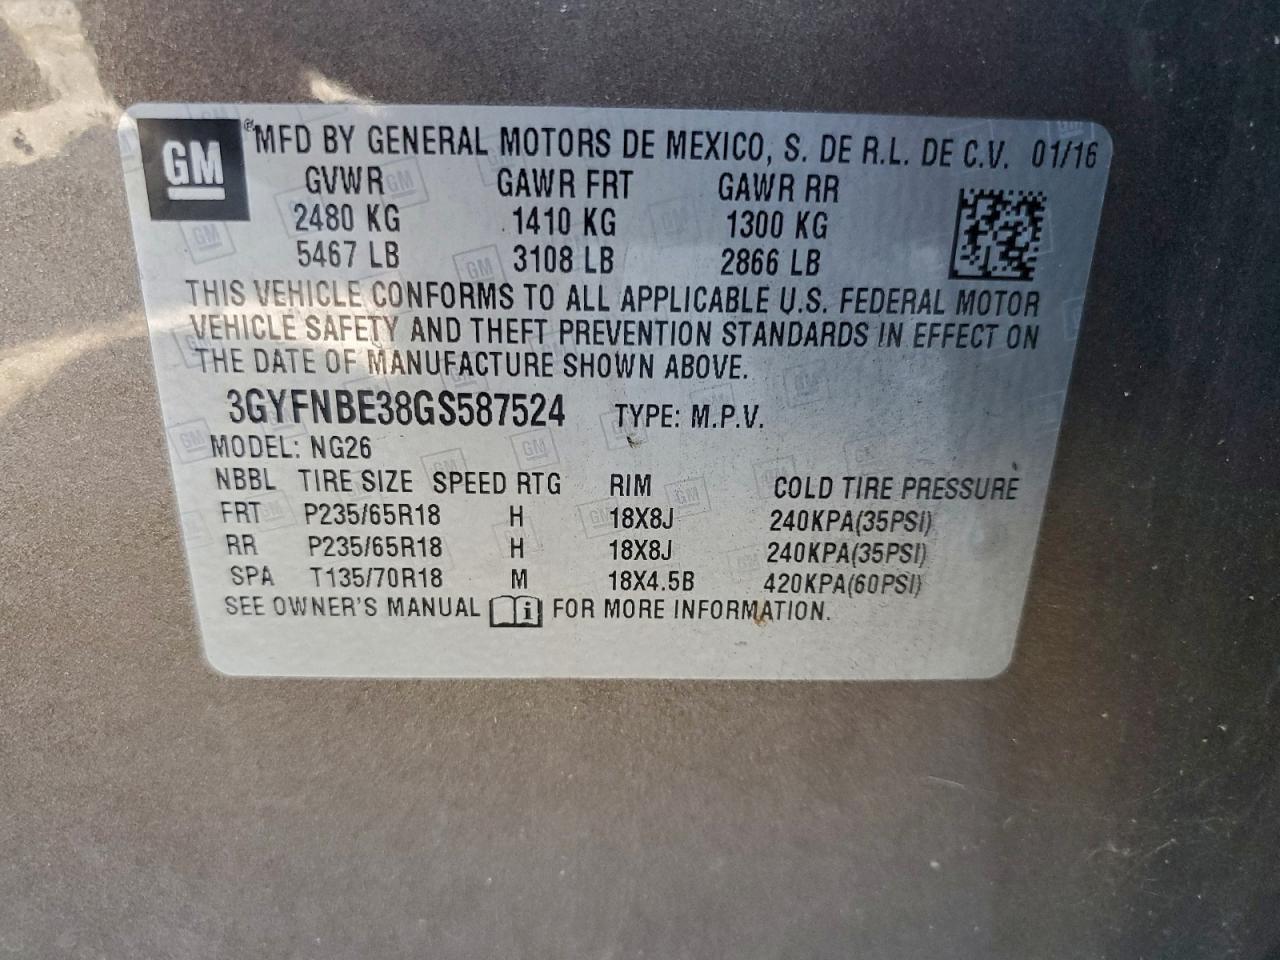 GM ® MFD BY GENERAL MOTORS DE MEXICO, S. DE R.L. DE C.V. 01/16
GVWR GAWR FRT GAWR RR
2480 KG 1410 KG 1300 KG
5467 LB 3108 LB 2866 LB
THIS VEHICLE CONFORMS TO ALL APPLICABLE U.S. FEDERAL MOTOR
VEHICLE SAFETY AND THEFT PREVENTION STANDARDS IN EFFECT ON
THE DATE OF MANUFACTURE SHOWN ABOVE.
3GYFNBE38GS587524 TYPE: M.P.V.
MODEL: NG26
NBBL TIRE SIZE SPEED RTG RIM COLD TIRE PRESSURE
FRT P235/65R18 H 18X8J 240KPA(35PSI)
RR P235/65R18 H 18X8J 240KPA(35PSI)
SPA T135/70R18 M 18X4.5B 420KPA(60PSI)
SEE OWNER'S MANUAL i FOR MORE INFORMATION.